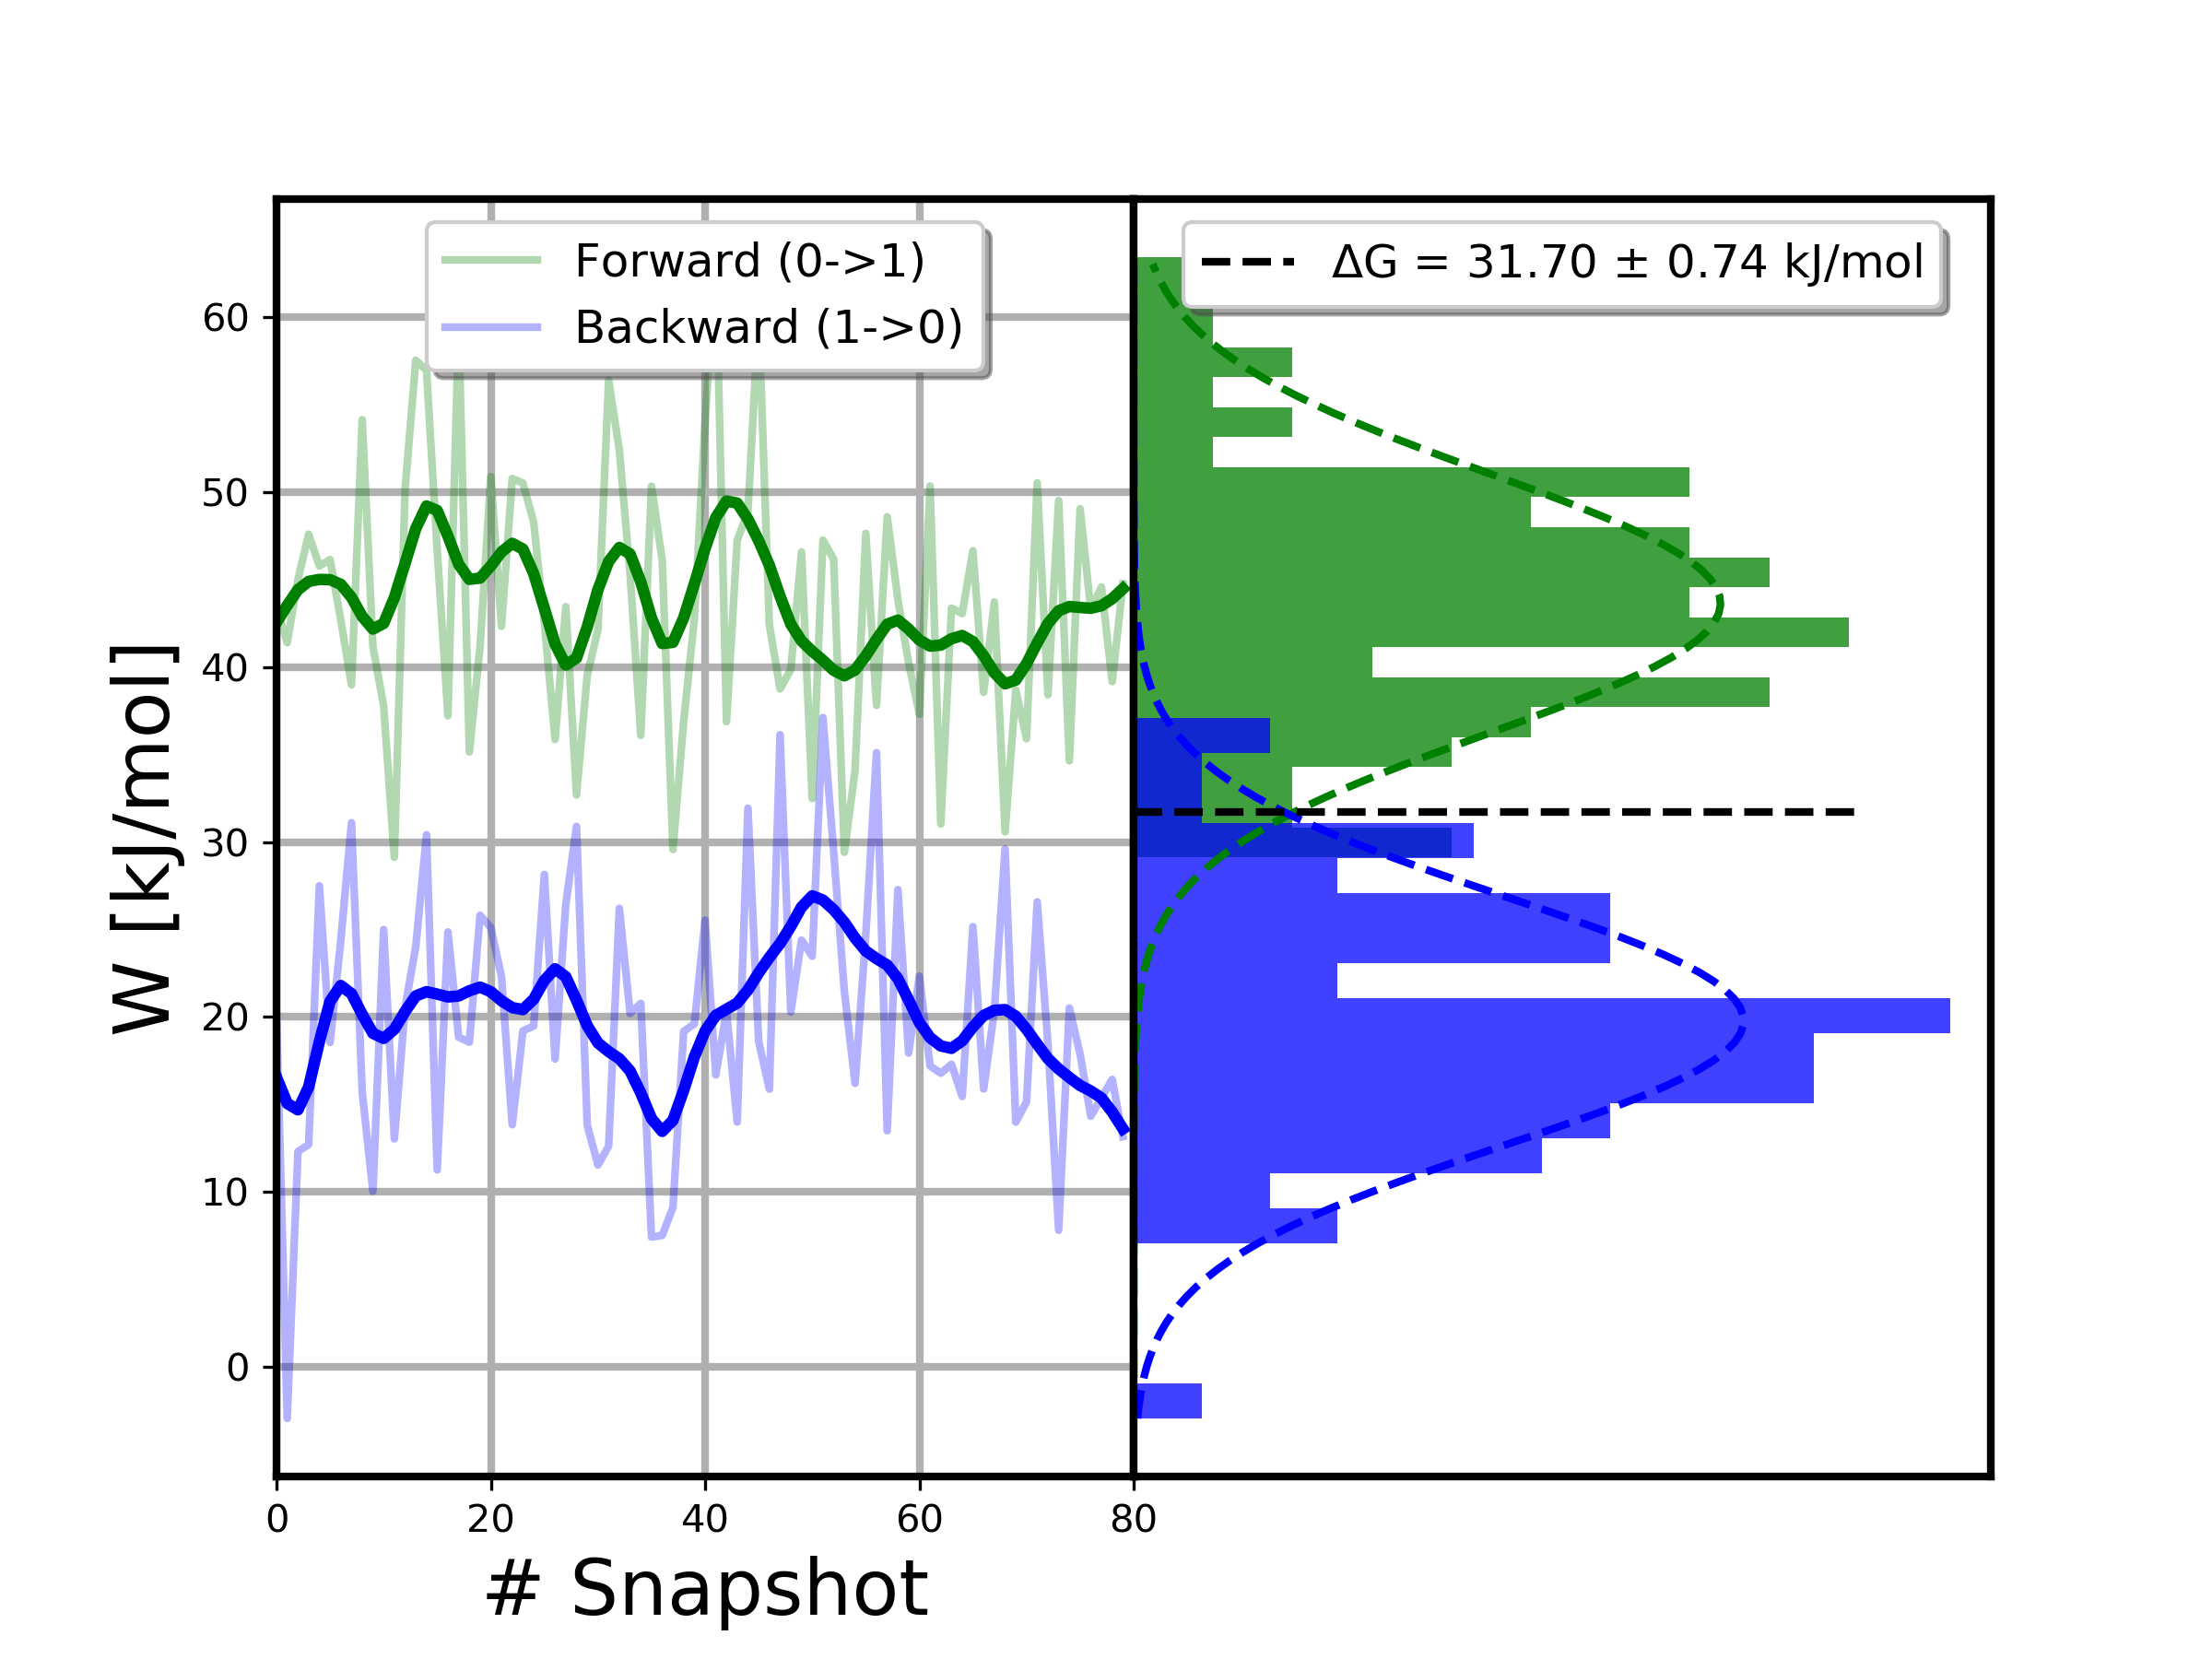 Forward (0->1)
Backward (1->0)
ΔG = 31.70 ± 0.74 kJ/mol
60
50
40
30
20
10
0
W [kJ/mol]
0 20 40 60 80
# Snapshot